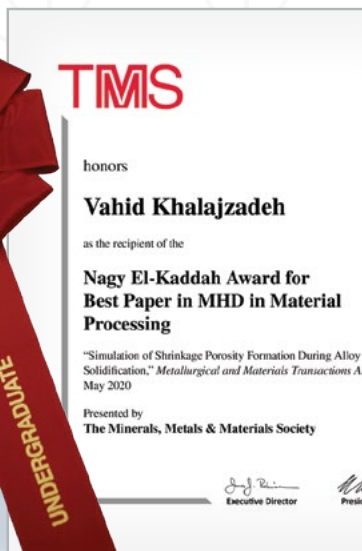 TMS
honors
Vahid Khalajzadeh
as the recipient of the
Nagy El-Kaddah Award for
Best Paper in MHD in Material
Processing
“Simulation of Shrinkage Porosity Formation During Alloy
Solidification,” Metallurgical and Materials Transactions A
May 2020
Presented by
The Minerals, Metals & Materials Society
Executive Director
UNDERGRADUATE